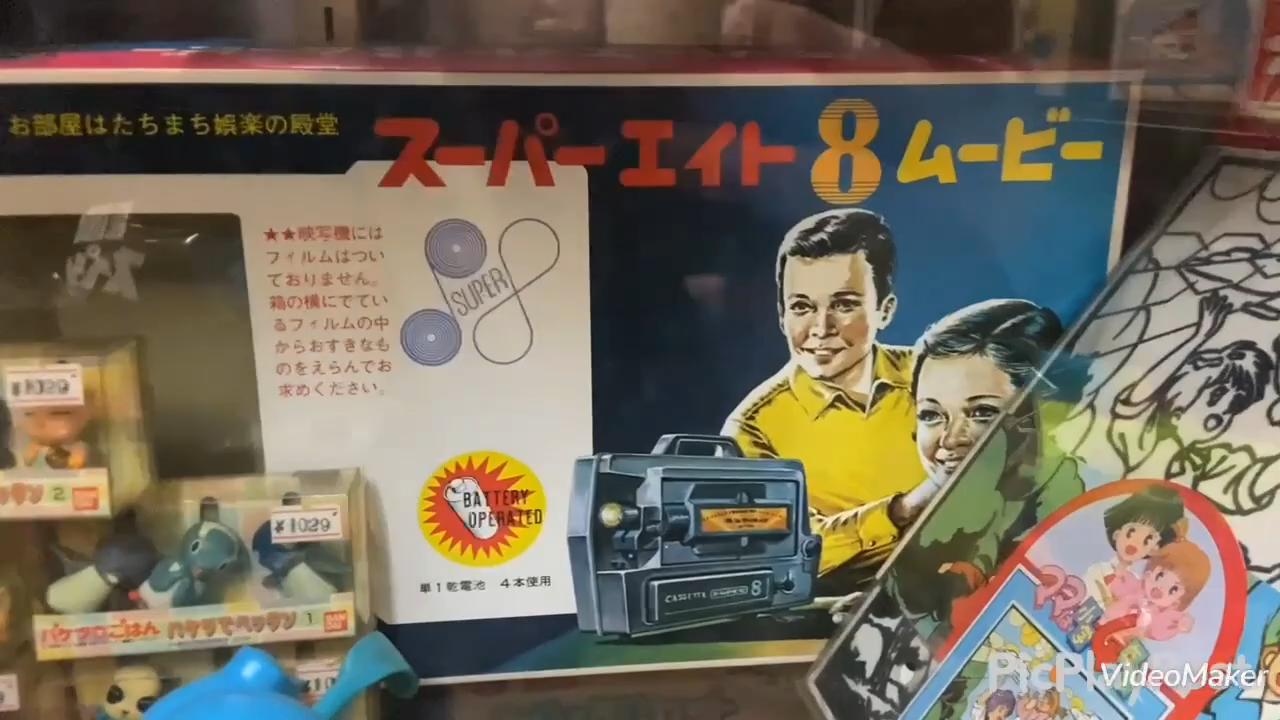 お部屋はたちまち娯楽の殿堂
スーパーエイト8ムービー
★★映写機には
フィルムはつい
ておりません。
箱の横にでてい
るフィルムの中
からおすきなも
のをえらんでお
求めください。
SUPER
BATTERY
OPERATED
単1乾電池 4本使用
CASSETTE
8
¥1029
2
¥1029
1
VideoMaker